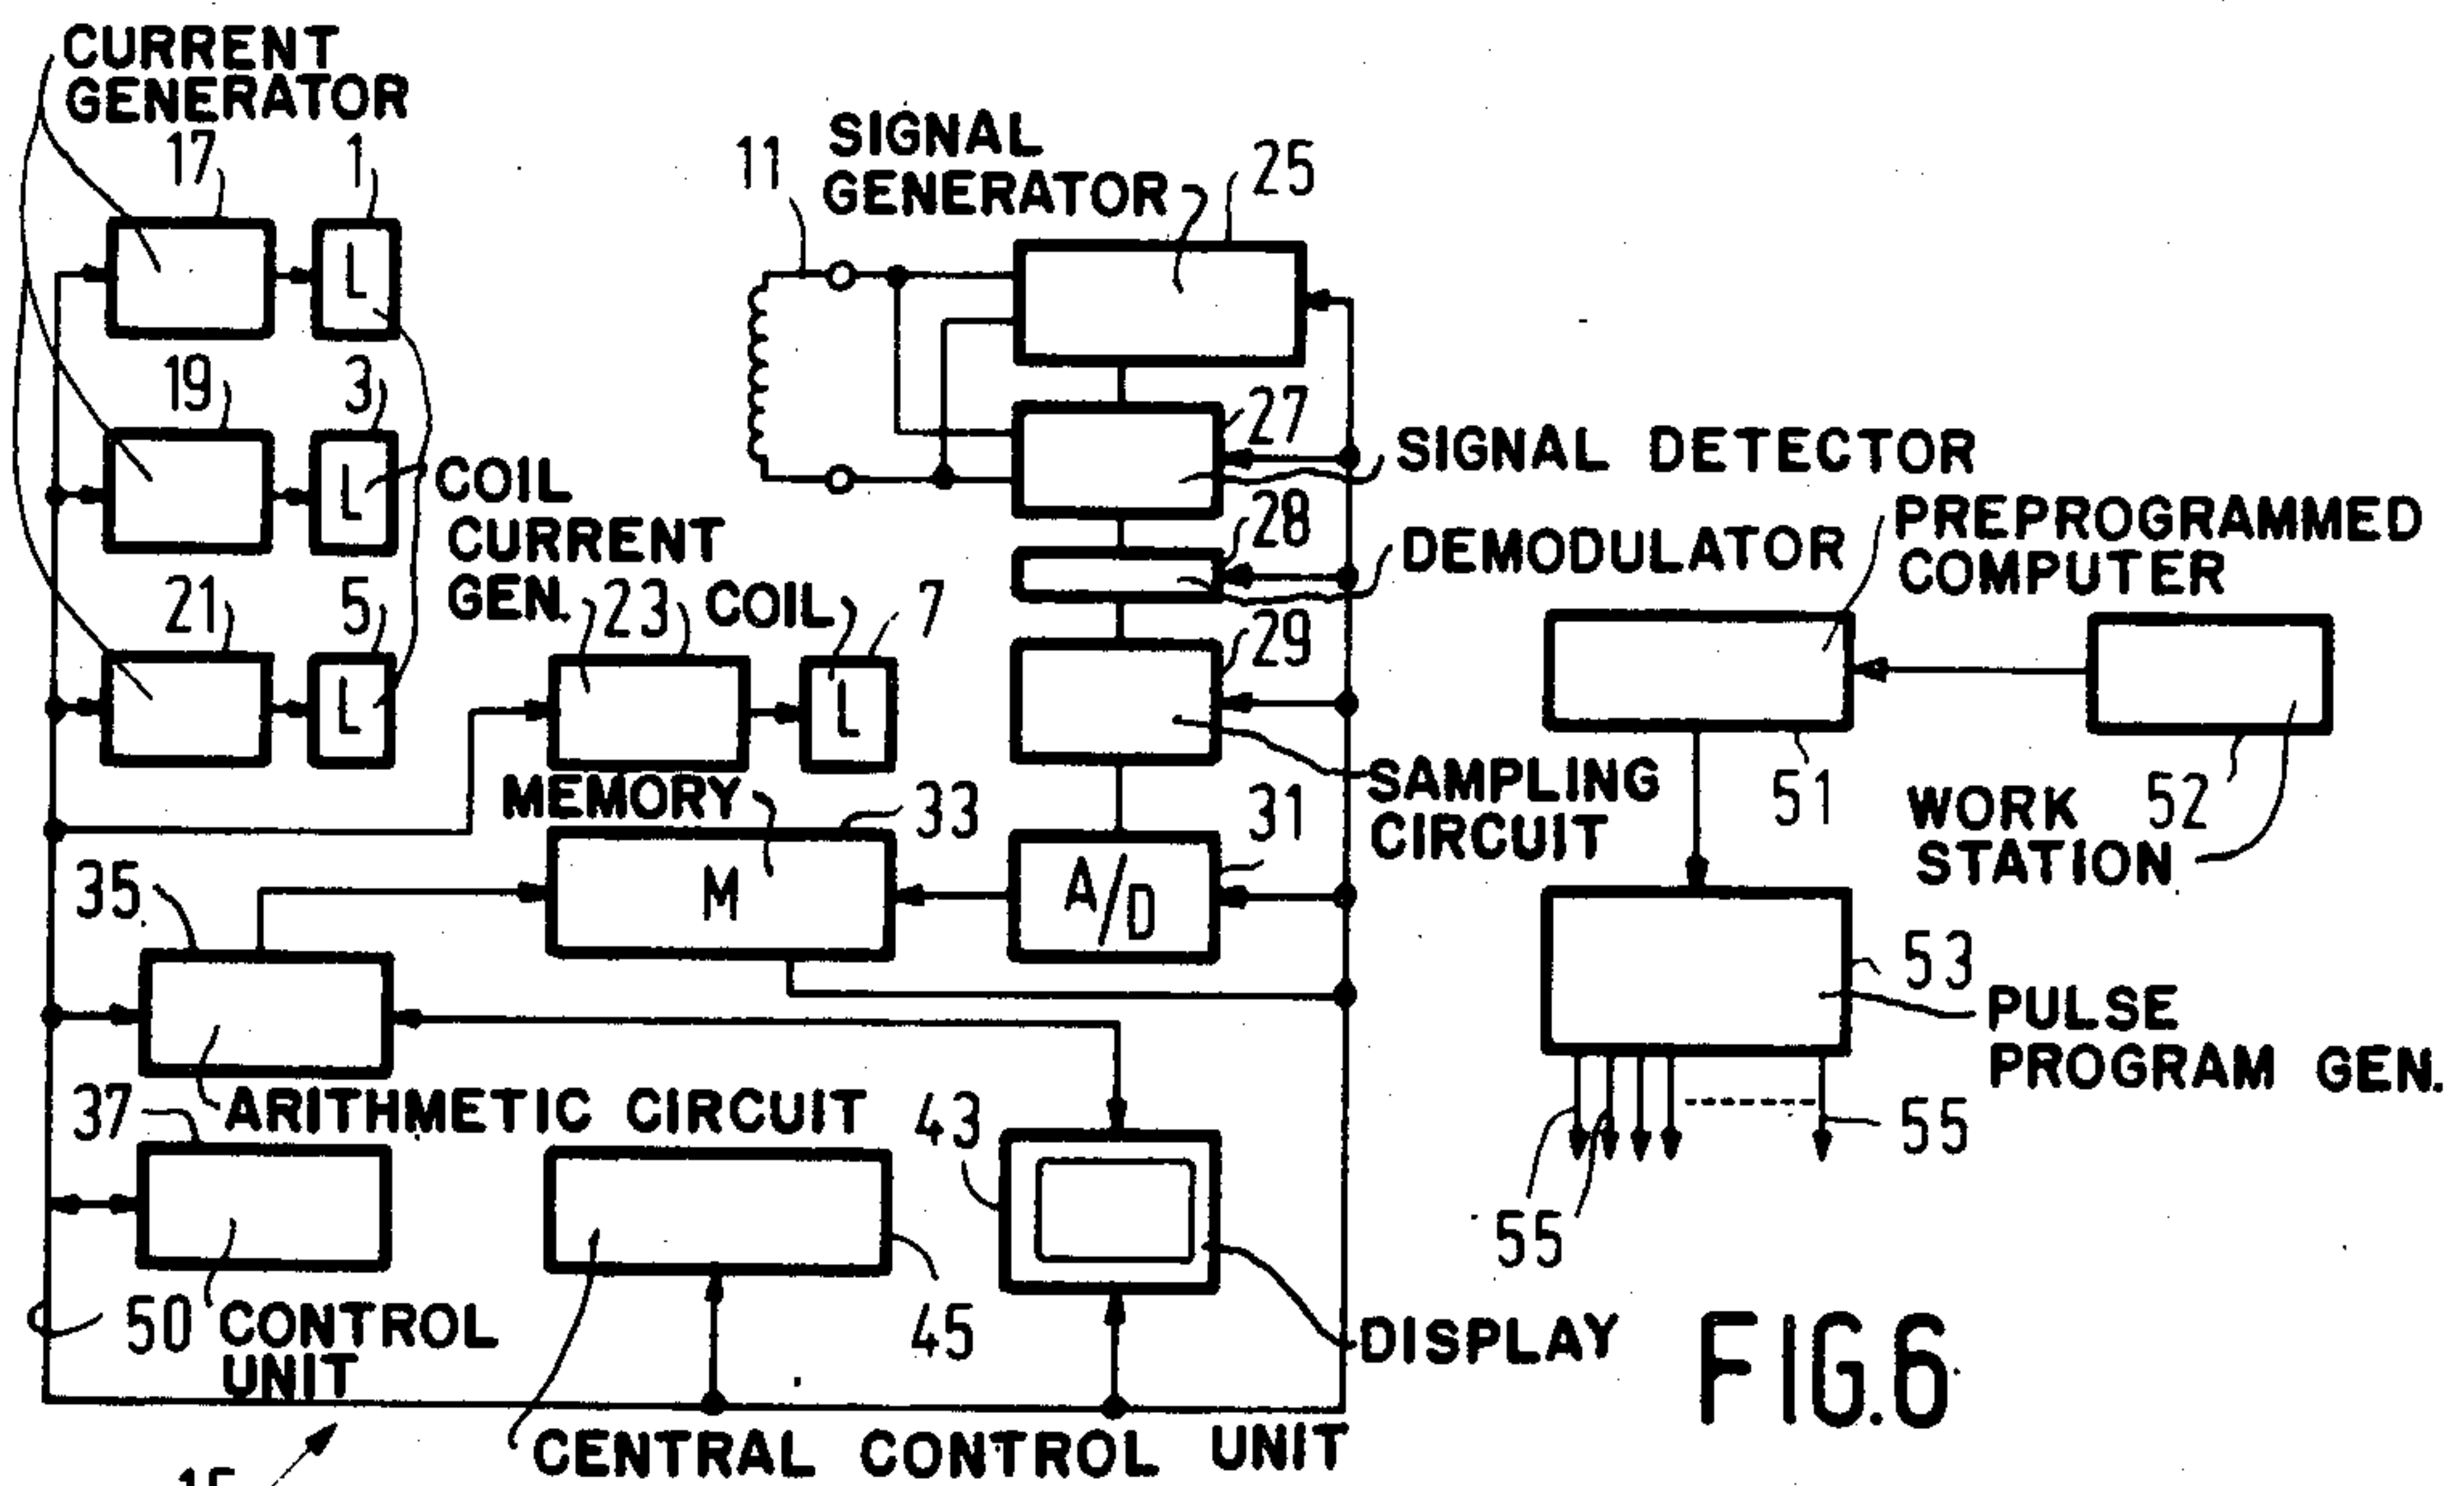 CURRENT
GENERATOR
17
1
L
19
3
L
21
5
L
COIL
CURRENT
GEN.
23
COIL
7
L
11
SIGNAL
GENERATOR
25
27
SIGNAL DETECTOR
28
DEMODULATOR
29
SAMPLING
CIRCUIT
31
A/D
MEMORY
33
M
35
ARITHMETIC CIRCUIT
37
50
CONTROL
UNIT
43
45
DISPLAY
CENTRAL CONTROL UNIT
PREPROGRAMMED
COMPUTER
51
52
WORK
STATION
53
PULSE
PROGRAM GEN.
55
55
FIG.6